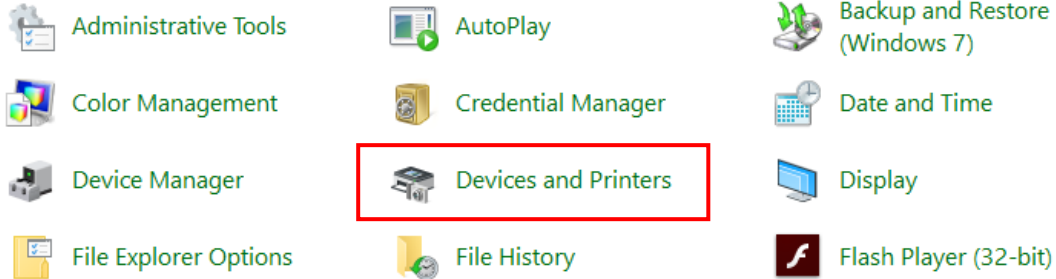 Administrative Tools
AutoPlay
Backup and Restore
(Windows 7)
Color Management
Credential Manager
Date and Time
Device Manager
Devices and Printers
Display
File Explorer Options
File History
Flash Player (32-bit)